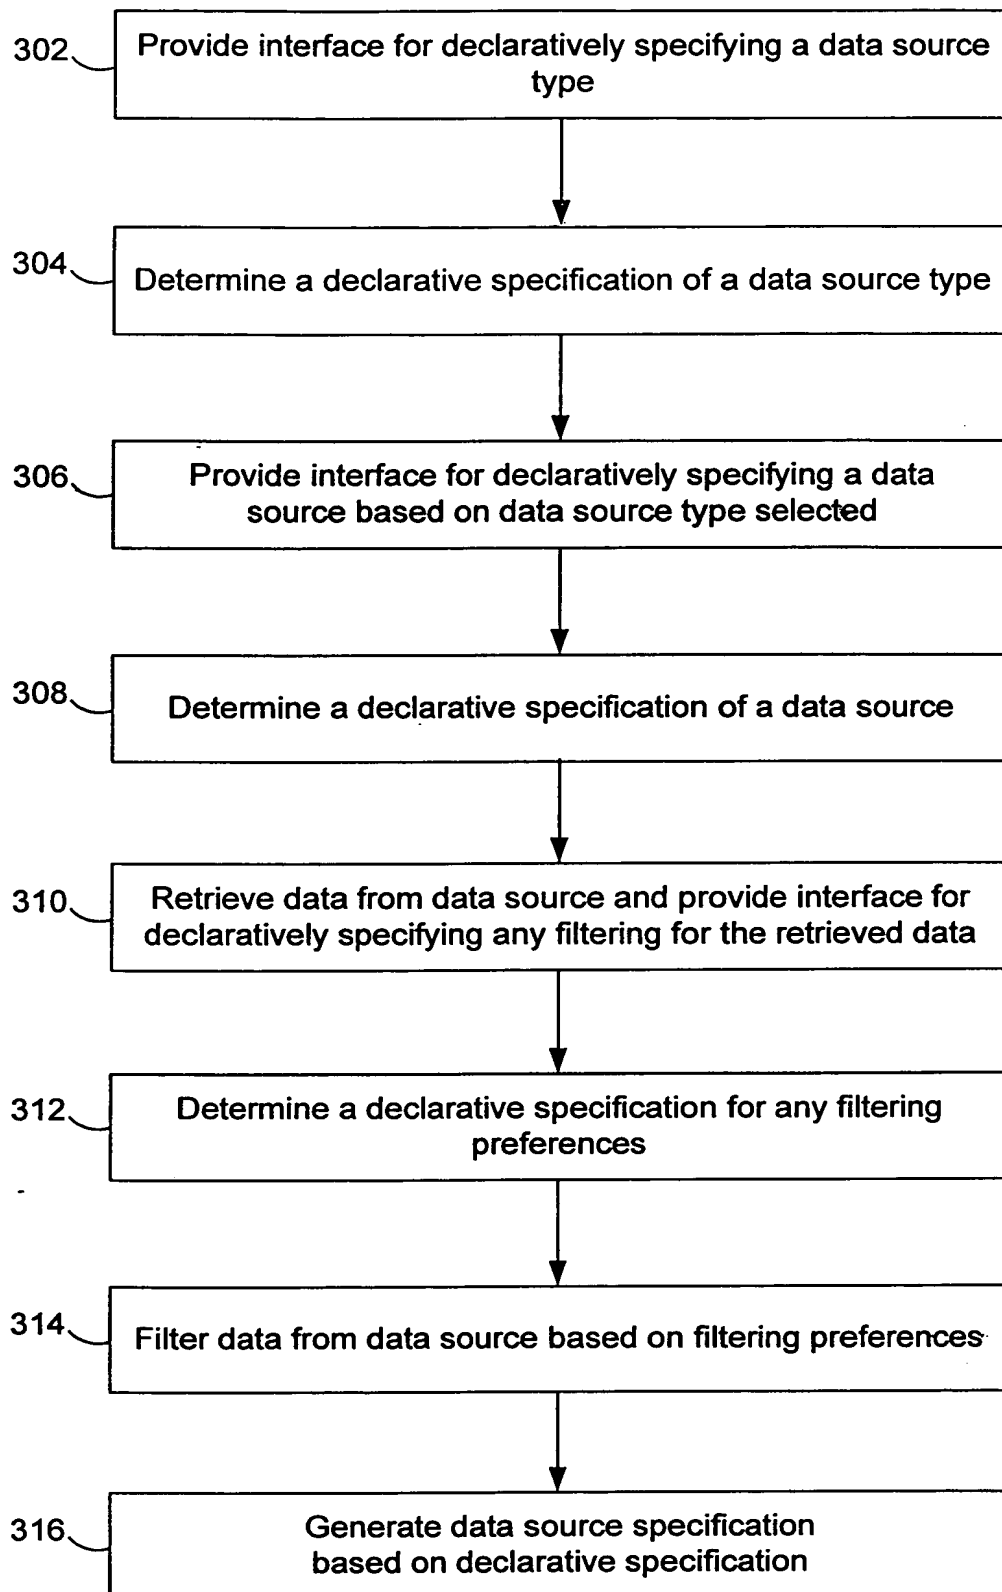 302
Provide interface for declaratively specifying a data source
type
304
Determine a declarative specification of a data source type
306
Provide interface for declaratively specifying a data
source based on data source type selected
308
Determine a declarative specification of a data source
310
Retrieve data from data source and provide interface for
declaratively specifying any filtering for the retrieved data
312
Determine a declarative specification for any filtering
preferences
314
Filter data from data source based on filtering preferences
316
Generate data source specification
based on declarative specification